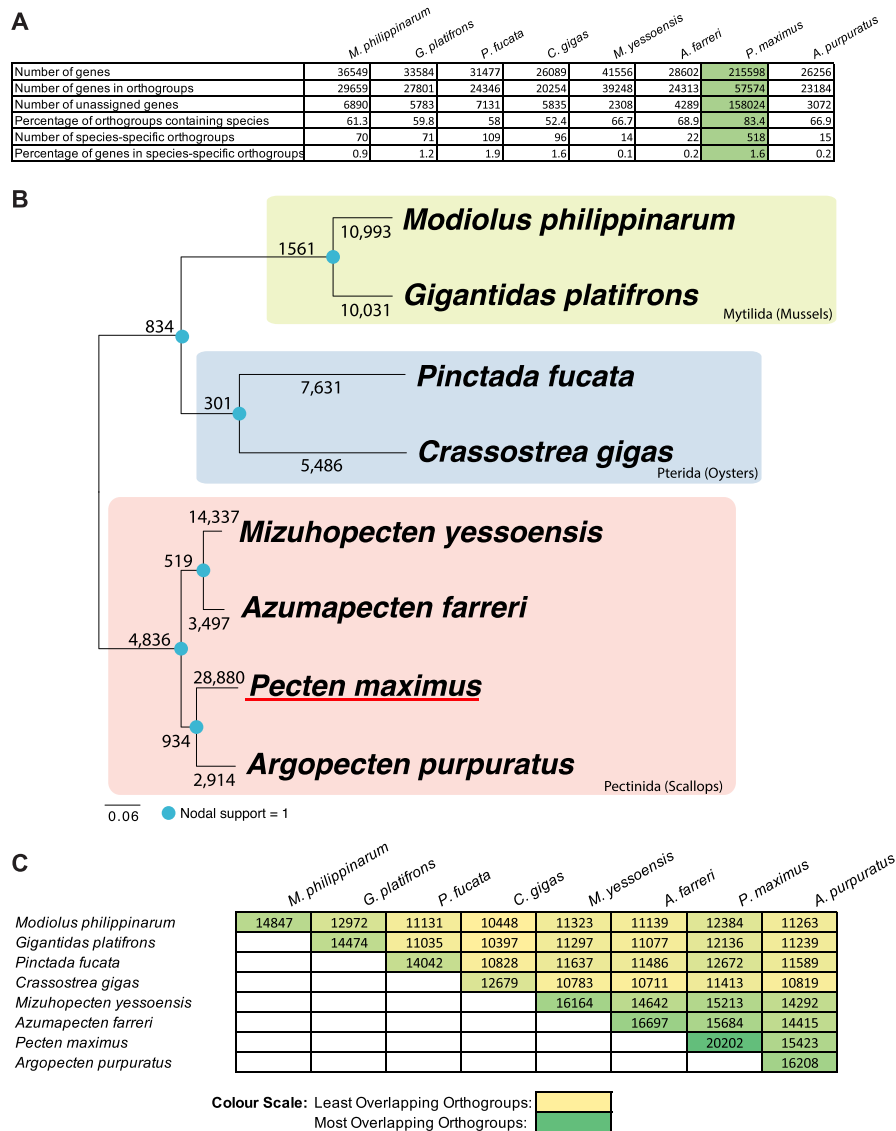 A
M. philippinarum G. platifrons P. fucata C. gigas M. yessoensis A. farreri P. maximus A. purpuratus
Number of genes 36549 33584 31477 26089 41556 28602 215598 26256
Number of genes in orthogroups 29659 27801 24346 20254 39248 24313 57574 23184
Number of unassigned genes 6890 5783 7131 5835 2308 4289 158024 3072
Percentage of orthogroups containing species 61.3 59.8 58 52.4 66.7 68.9 83.4 66.9
Number of species-specific orthogroups 70 71 109 96 14 22 518 15
Percentage of genes in species-specific orthogroups 0.9 1.2 1.9 1.6 0.1 0.2 1.6 0.2
B
Modiolus philippinarum
10,993
1561
Gigantidas platifrons
10,031
Mytilida (Mussels)
834
Pinctada fucata
7,631
301
Crassostrea gigas
5,486
Pterida (Oysters)
14,337
Mizuhopecten yessoensis
519
Azumapecten farreri
3,497
4,836
28,880
Pecten maximus
934
Argopecten purpuratus
2,914
Pectinida (Scallops)
0.06
Nodal support = 1
C
M. philippinarum G. platifrons P. fucata C. gigas M. yessoensis A. farreri P. maximus A. purpuratus
Modiolus philippinarum 14847 12972 11131 10448 11323 11139 12384 11263
Gigantidas platifrons 14474 11035 10397 11297 11077 12136 11239
Pinctada fucata 14042 10828 11637 11486 12672 11589
Crassostrea gigas 12679 10783 10711 11413 10819
Mizuhopecten yessoensis 16164 14642 15213 14292
Azumapecten farreri 16697 15684 14415
Pecten maximus 20202 15423
Argopecten purpuratus 16208
Colour Scale: Least Overlapping Orthogroups:
Most Overlapping Orthogroups: